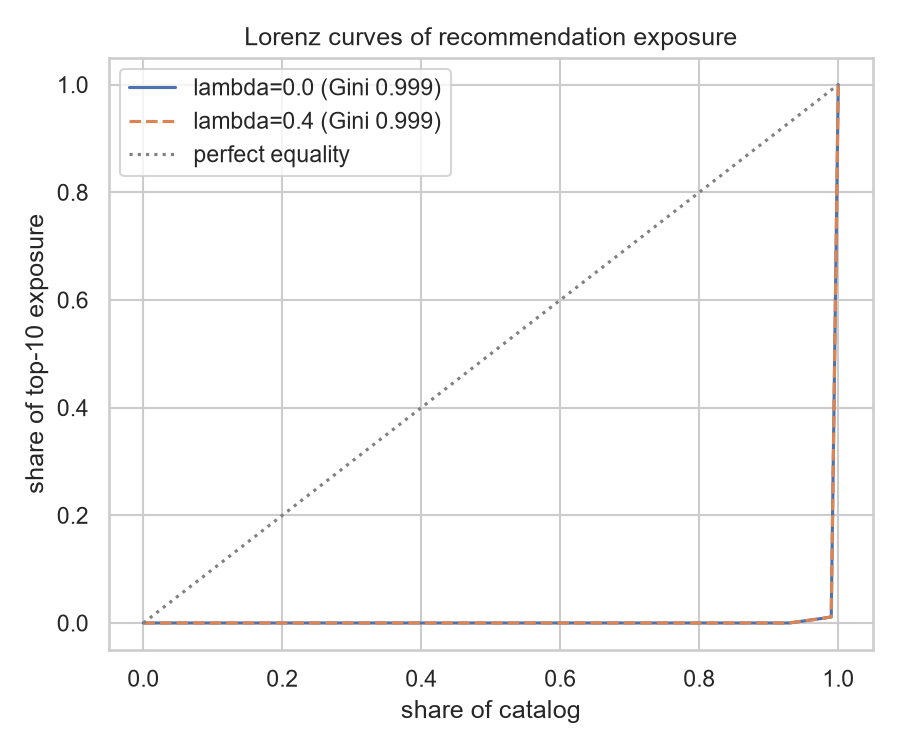 Lorenz curves of recommendation exposure
lambda=0.0 (Gini 0.999)
lambda=0.4 (Gini 0.999)
perfect equality
share of top-10 exposure
1.0
0.8
0.6
0.4
0.2
0.0
0.0 0.2 0.4 0.6 0.8 1.0
share of catalog